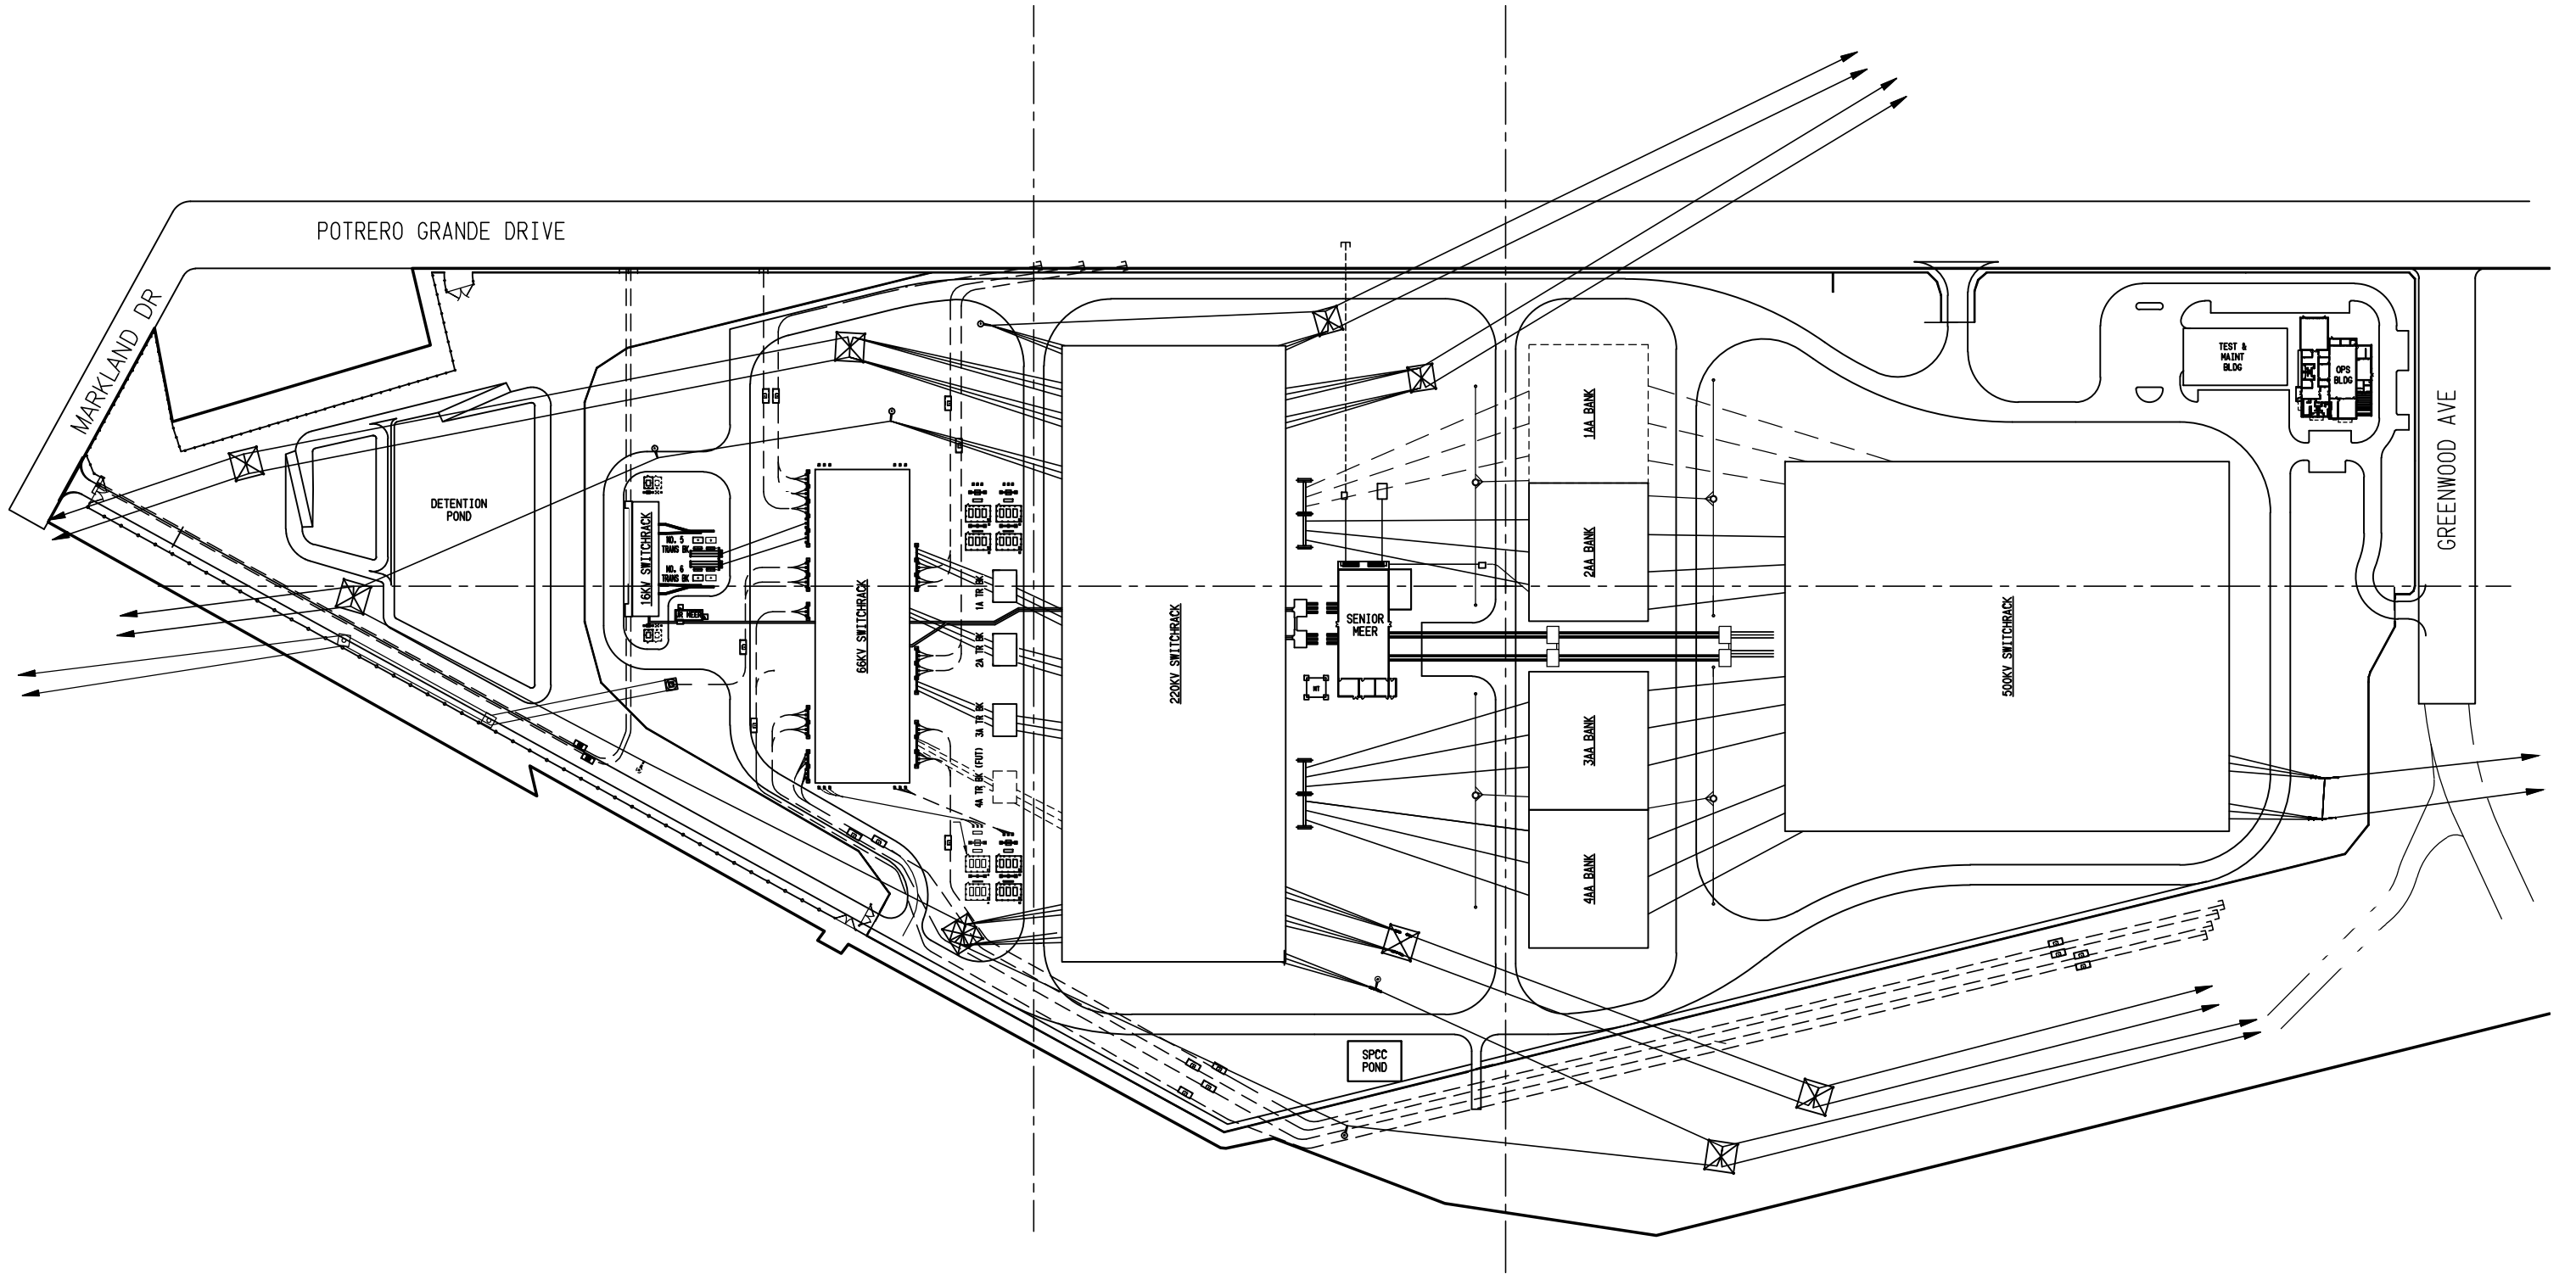 POTRERO GRANDE DRIVE
MARKLAND DR
GREENWOOD AVE
TEST &
MAINT
BLDG
OPS
BLDG
DETENTION
POND
16KV SWITCHRACK
NO. 5
TRANS BK
NO. 6
TRANS BK
66KV SWITCHRACK
1A TR BK
2A TR BK
3A TR BK
4A TR BK (FUT)
220KV SWITCHRACK
SENIOR
MEER
1AA BANK
2AA BANK
3AA BANK
4AA BANK
500KV SWITCHRACK
SPCC
POND